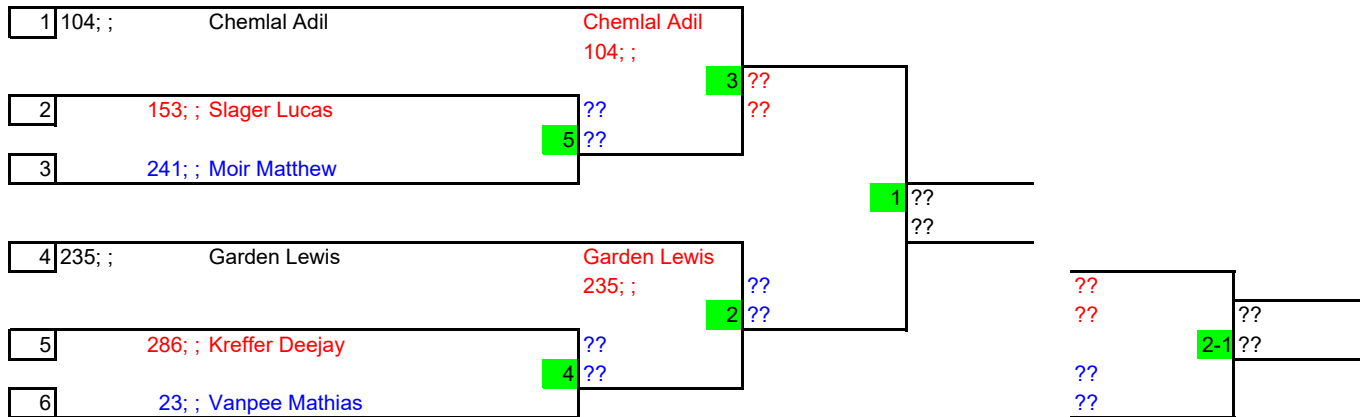 1 104; ; Chemlal Adil Chemlal Adil
104; ;
3 ??
2 153; ; Slager Lucas ?? ??
5 ??
3 241; ; Moir Matthew
1 ??
??
4 235; ; Garden Lewis Garden Lewis
235; ; ?? ??
2 ?? ?? ??
5 286; ; Kreffer Deejay ?? 2-1 ??
4 ?? ??
6 23; ; Vanpee Mathias ??